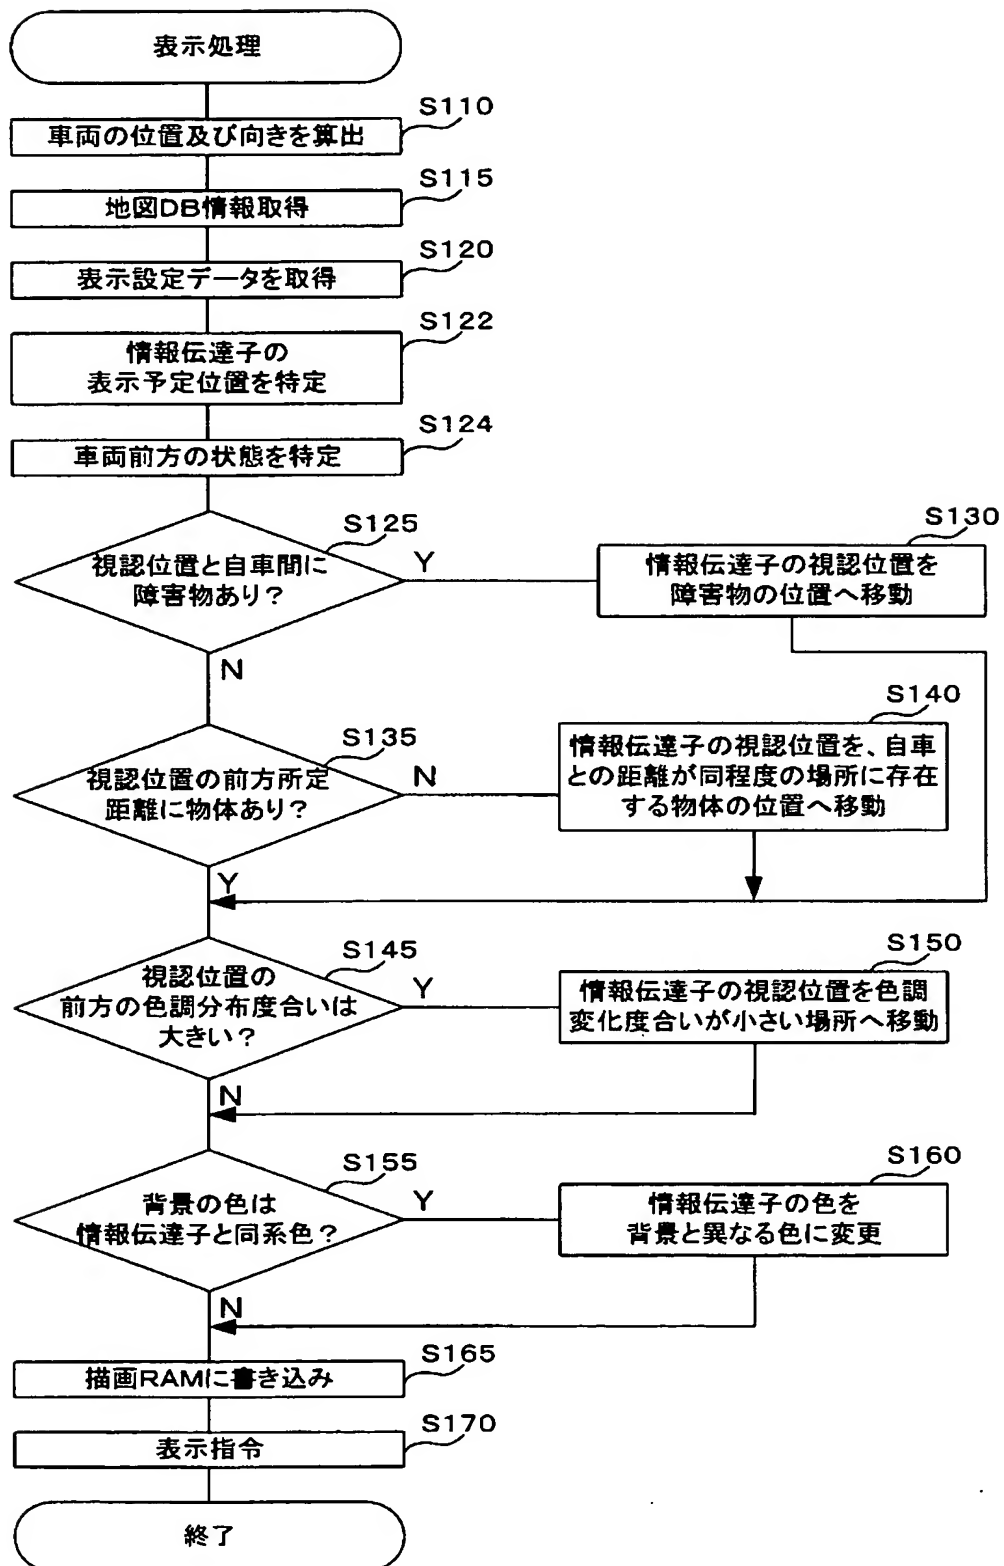 表示処理
S110
車両の位置及び向きを算出
S115
地図DB情報取得
S120
表示設定データを取得
S122
情報伝達子の
表示予定位置を特定
S124
車両前方の状態を特定
S125
視認位置と自車間に
障害物あり?
Y
N
S130
情報伝達子の視認位置を
障害物の位置へ移動
S135
視認位置の前方所定
距離に物体あり?
N
Y
S140
情報伝達子の視認位置を、自車
との距離が同程度の場所に存在
する物体の位置へ移動
S145
視認位置の
前方の色調分布度合いは
大きい?
Y
N
S150
情報伝達子の視認位置を色調
変化度合いが小さい場所へ移動
S155
背景の色は
情報伝達子と同系色?
Y
N
S160
情報伝達子の色を
背景と異なる色に変更
S165
描画RAMに書き込み
S170
表示指令
終了